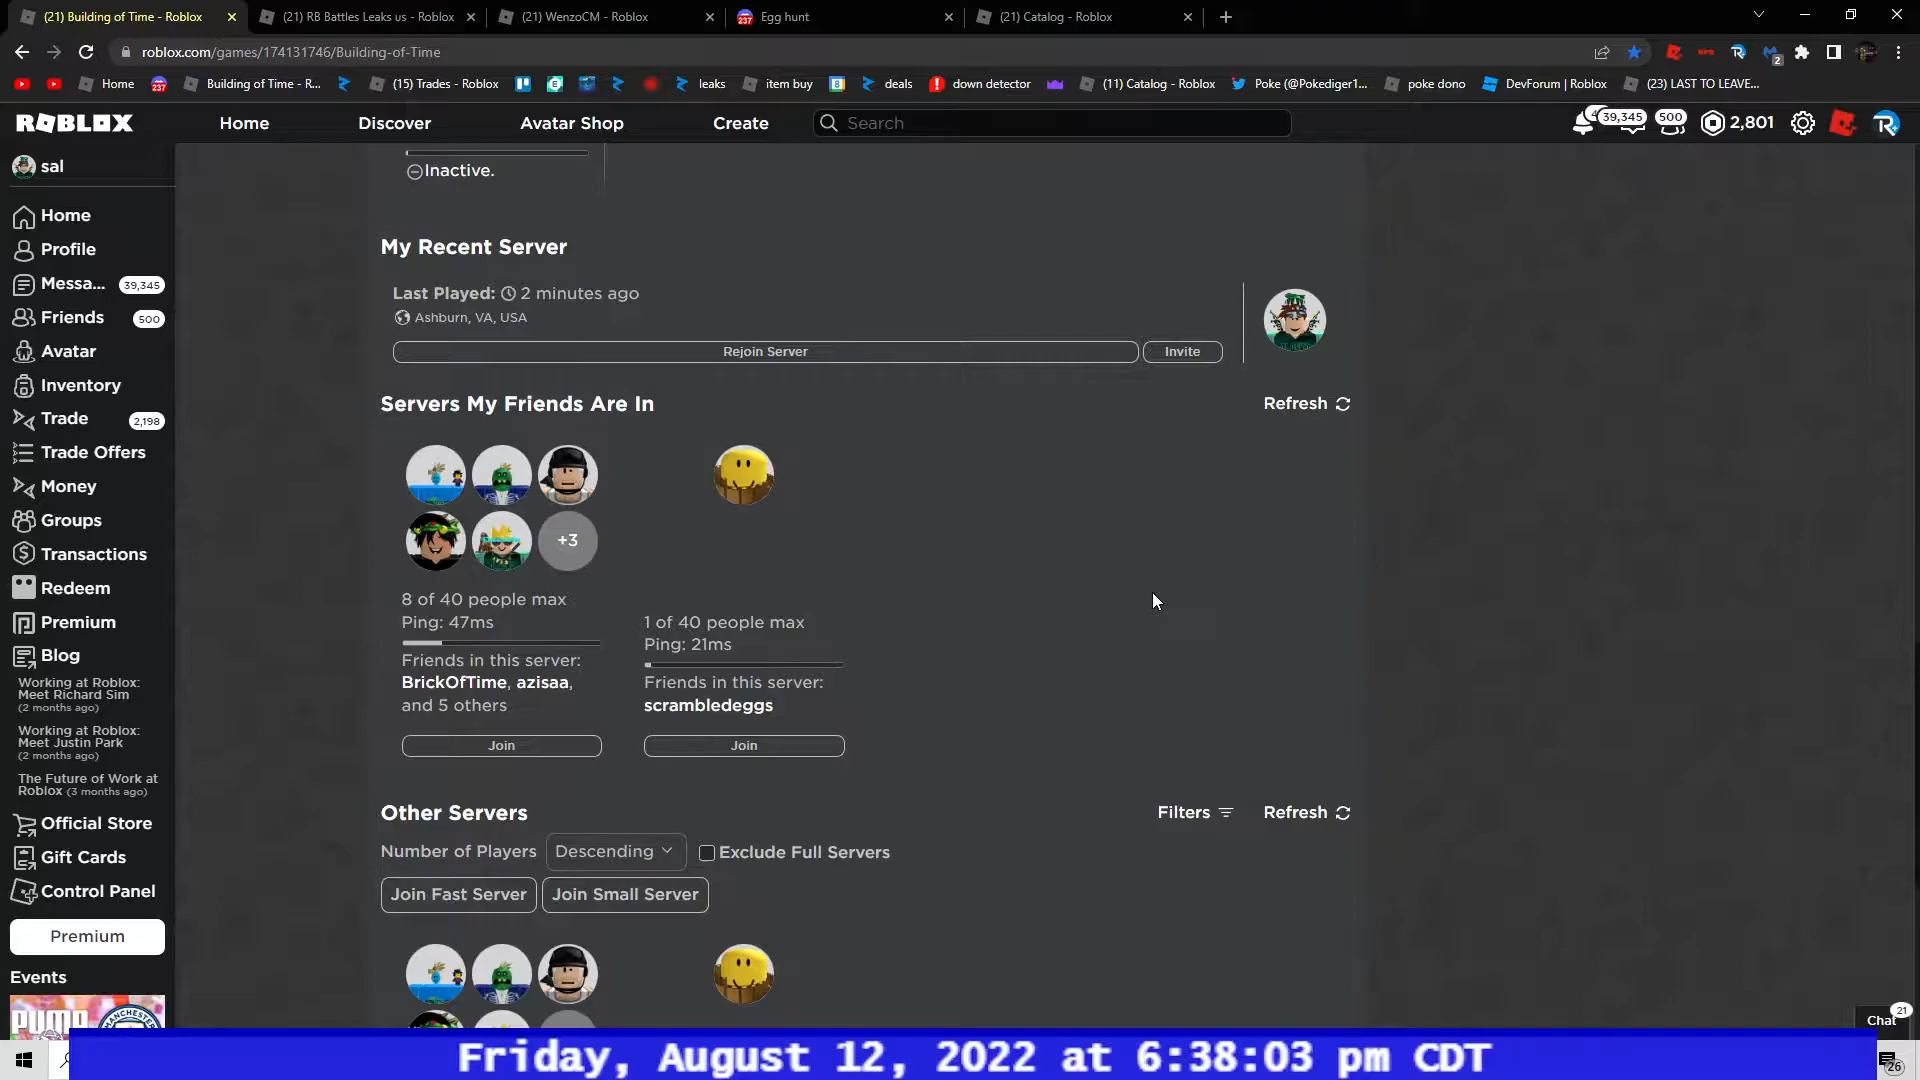 (21) Building of Time - Roblox
(21) RB Battles Leaks us - Roblox
(21) WenzoCM - Roblox
237 Egg hunt
(21) Catalog - Roblox
roblox.com/games/174131746/Building-of-Time
2
Home
237
Building of Time - R...
(15) Trades - Roblox
leaks
item buy
8
deals
down detector
(11) Catalog - Roblox
Poke (@Pokediger1...
poke dono
DevForum | Roblox
(23) LAST TO LEAVE...
ROBLOX
Home
Discover
Avatar Shop
Create
Search
39,345
500
2,801
sal
Home
Profile
Messa... 39,345
Friends 500
Avatar
Inventory
Trade 2,198
Trade Offers
Money
Groups
Transactions
Redeem
Premium
Blog
Working at Roblox:
Meet Richard Sim
(2 months ago)
Working at Roblox:
Meet Justin Park
(2 months ago)
The Future of Work at
Roblox (3 months ago)
Official Store
Gift Cards
Control Panel
Premium
Events
PUMA
MANCHESTER
Inactive.
My Recent Server
Last Played: 2 minutes ago
Ashburn, VA, USA
Rejoin Server
Invite
Servers My Friends Are In
Refresh
+3
8 of 40 people max
Ping: 47ms
Friends in this server:
BrickOfTime, azisaa,
and 5 others
Join
1 of 40 people max
Ping: 21ms
Friends in this server:
scrambledeggs
Join
Other Servers
Filters
Refresh
Number of Players
Descending
Exclude Full Servers
Join Fast Server
Join Small Server
Chat
21
Friday, August 12, 2022 at 6:38:03 pm CDT
26